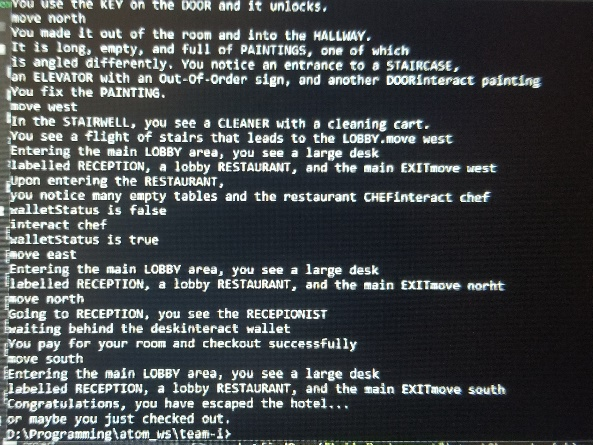 You use the KEY on the DOOR and it unlocks.
move north
You made it out of the room and into the HALLWAY.
It is long, empty, and full of PAINTINGS, one of which
is angled differently. You notice an entrance to a STAIRCASE,
an ELEVATOR with an Out-Of-Order sign, and another DOORinteract painting
You fix the PAINTING.
move west
In the STAIRWELL, you see a CLEANER with a cleaning cart.
You see a flight of stairs that leads to the LOBBY.move west
Entering the main LOBBY area, you see a large desk
labelled RECEPTION, a lobby RESTAURANT, and the main EXITmove west
Upon entering the RESTAURANT,
you notice many empty tables and the restaurant CHEFinteract chef
walletStatus is false
interact chef
walletStatus is true
move east
Entering the main LOBBY area, you see a large desk
labelled RECEPTION, a lobby RESTAURANT, and the main EXITmove norht
move north
Going to RECEPTION, you see the RECEPIONIST
waiting behind the deskinteract wallet
You pay for your room and checkout successfully
move south
Entering the main LOBBY area, you see a large desk
labelled RECEPTION, a lobby RESTAURANT, and the main EXITmove south
Congratulations, you have escaped the hotel...
or maybe you just checked out.
D:\Programming\atom_ws\team-i>